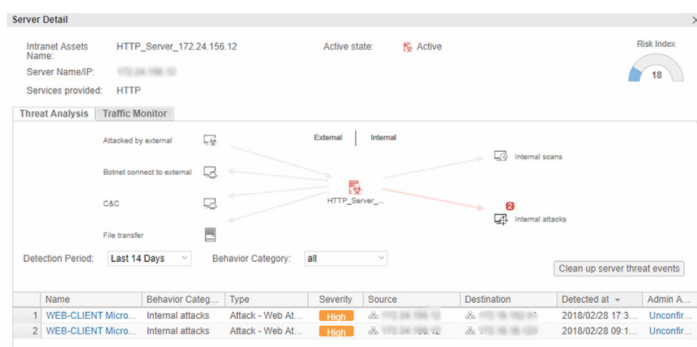 Server Detail
Intranet Assets Name: HTTP_Server_172.24.156.12 Active state: Active Risk Index
Server Name/IP: 18
Services provided: HTTP
Threat Analysis Traffic Monitor
Attacked by external External Internal
Internal scans
Botnet connect to external
HTTP_Server_...
C&C 2
Internal attacks
File transfer
Detection Period: Last 14 Days Behavior Category: all
Clean up server threat events
Name Behavior Categ... Type Severity Source Destination Detected at Admin A...
1 WEB-CLIENT Micro... Internal attacks Attack - Web At... High 2018/02/28 17:3... Unconfir...
2 WEB-CLIENT Micro... Internal attacks Attack - Web At... High 2018/02/28 09:1... Unconfir...